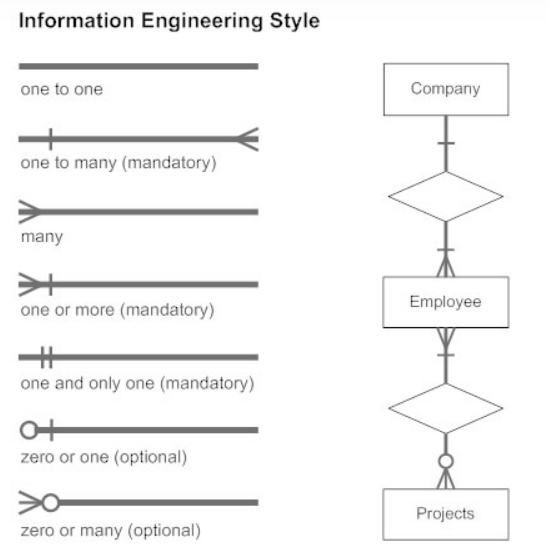 Information Engineering Style
one to one
one to many (mandatory)
many
one or more (mandatory)
one and only one (mandatory)
zero or one (optional)
zero or many (optional)
Company
Employee
Projects